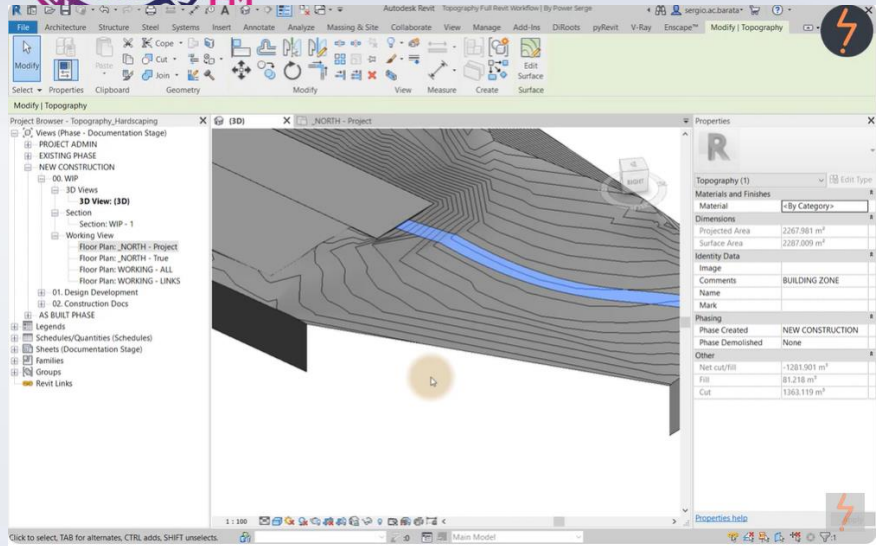 Autodesk Revit Topography Full Revit Workflow | By Power Serge
sergio.ac.barata
File Architecture Structure Steel Systems Insert Annotate Analyze Massing & Site Collaborate View Manage Add-Ins DiRoots pyRevit V-Ray Enscape™ Modify | Topography
Modify
Paste
Cope
Cut
Join
Edit
Surface
Select Properties Clipboard Geometry Modify View Measure Create Surface
Modify | Topography
Project Browser - Topography_Hardscaping
Views (Phase - Documentation Stage)
PROJECT ADMIN
EXISTING PHASE
NEW CONSTRUCTION
00. WIP
3D Views
3D View: (3D)
Section
Section: WIP - 1
Working View
Floor Plan: _NORTH - Project
Floor Plan: _NORTH - True
Floor Plan: WORKING - ALL
Floor Plan: WORKING - LINKS
01. Design Development
02. Construction Docs
AS BUILT PHASE
Legends
Schedules/Quantities (Schedules)
Sheets (Documentation Stage)
Families
Groups
Revit Links
(3D)
_NORTH - Project
RIGHT
1 : 100
Properties
R
Topography (1)
Edit Type
Materials and Finishes
Material <By Category>
Dimensions
Projected Area 2267.981 m²
Surface Area 2287.009 m²
Identity Data
Image
Comments BUILDING ZONE
Name
Mark
Phasing
Phase Created NEW CONSTRUCTION
Phase Demolished None
Other
Net cut/fill -1281.901 m³
Fill 81.218 m³
Cut 1363.119 m³
Properties help
Click to select, TAB for alternates, CTRL adds, SHIFT unselects.
:0
Main Model
:1